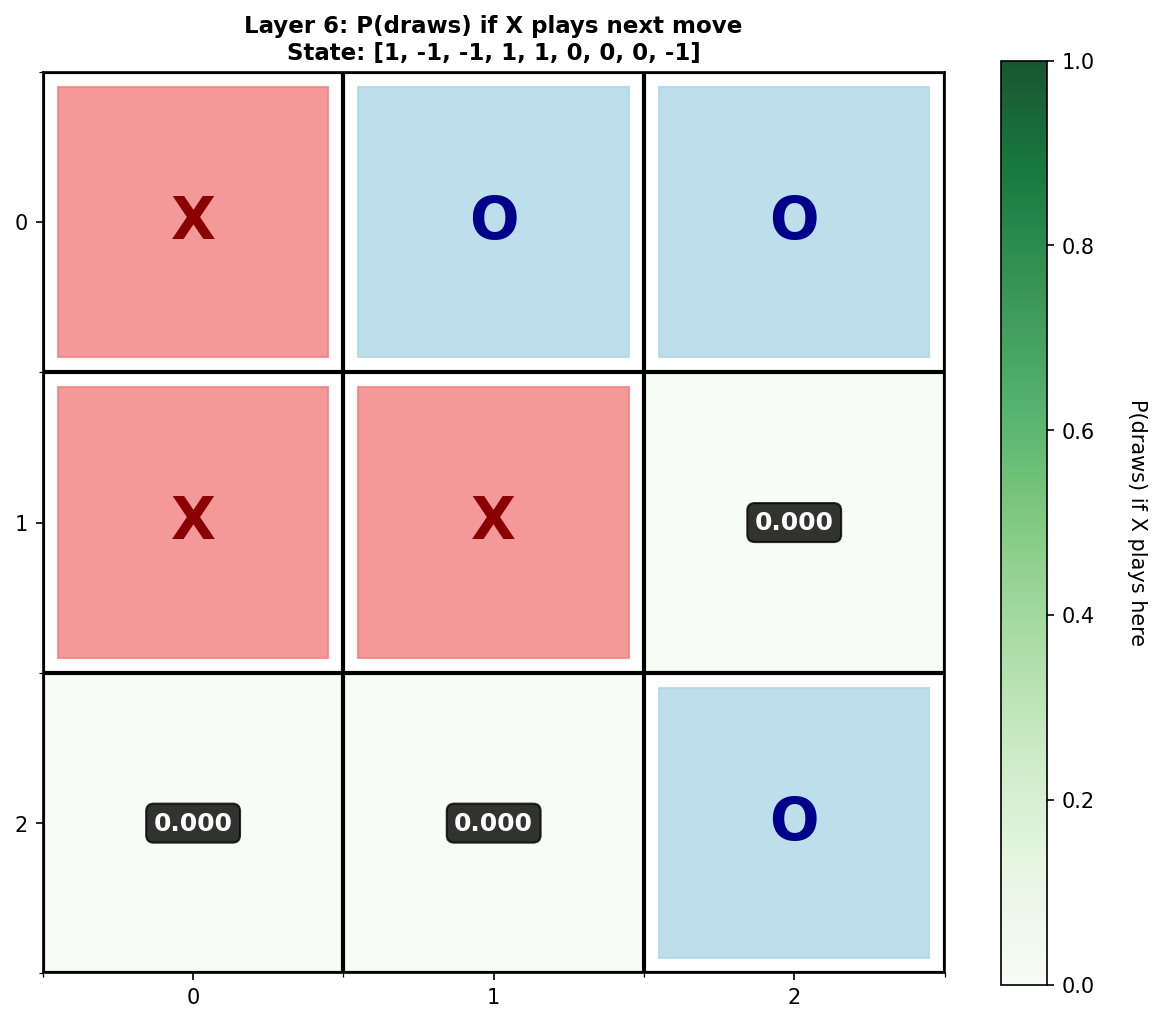 Layer 6: P(draws) if X plays next move
State: [1, -1, -1, 1, 1, 0, 0, 0, -1]
X O O
X X 0.000
0.000 0.000 O
0
1
2
0 1 2
1.0
0.8
0.6
0.4
0.2
0.0
P(draws) if X plays here